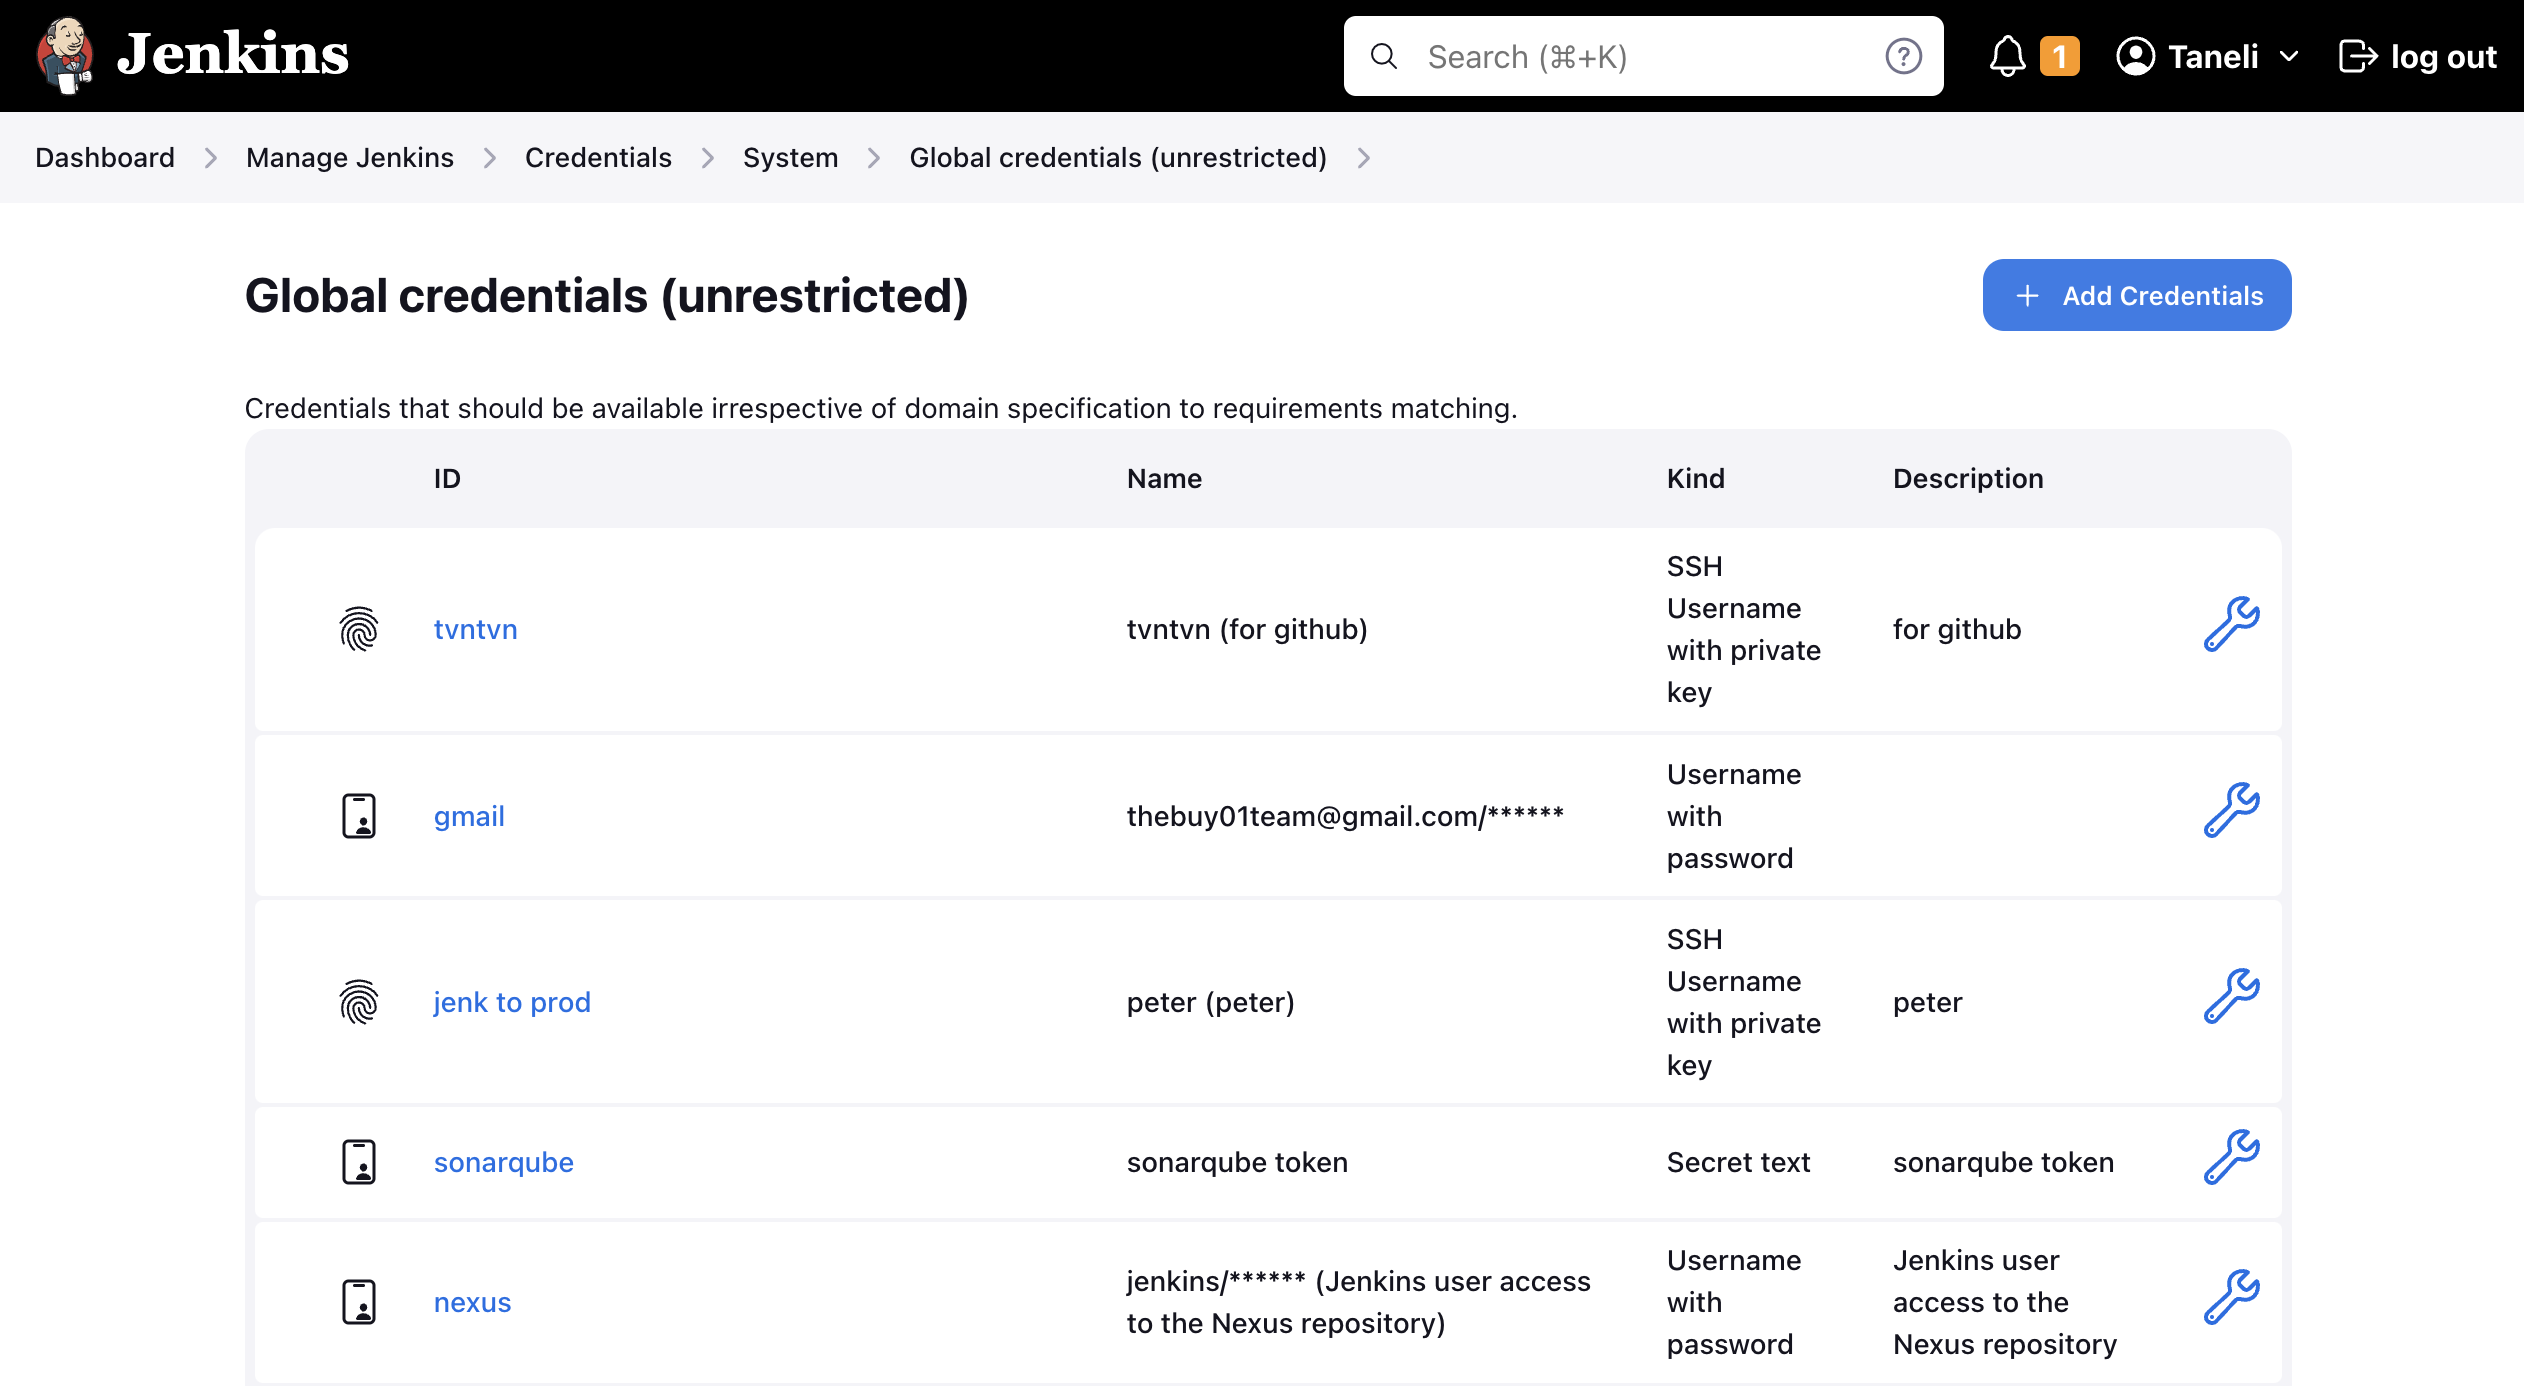 Jenkins
Search (⌘+K)
1
Taneli
log out
Dashboard
Manage Jenkins
Credentials
System
Global credentials (unrestricted)
Global credentials (unrestricted)
Add Credentials
Credentials that should be available irrespective of domain specification to requirements matching.
ID
Name
Kind
Description
tvntvn
tvntvn (for github)
SSH
Username
with private
key
for github
gmail
thebuy01team@gmail.com/******
Username
with
password
jenk to prod
peter (peter)
SSH
Username
with private
key
peter
sonarqube
sonarqube token
Secret text
sonarqube token
nexus
jenkins/****** (Jenkins user access
to the Nexus repository)
Username
with
password
Jenkins user
access to the
Nexus repository